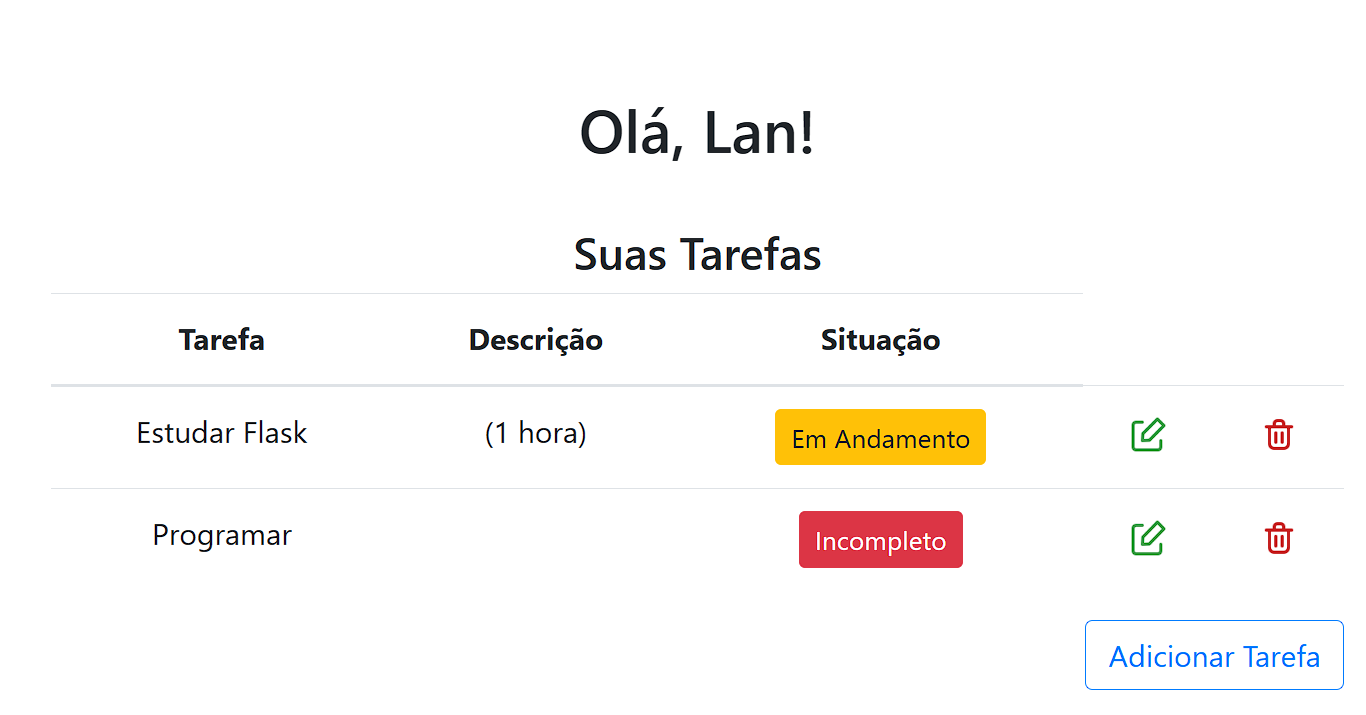 Olá, Lan!
Suas Tarefas
Tarefa Descrição Situação
Estudar Flask (1 hora) Em Andamento
Programar Incompleto
Adicionar Tarefa